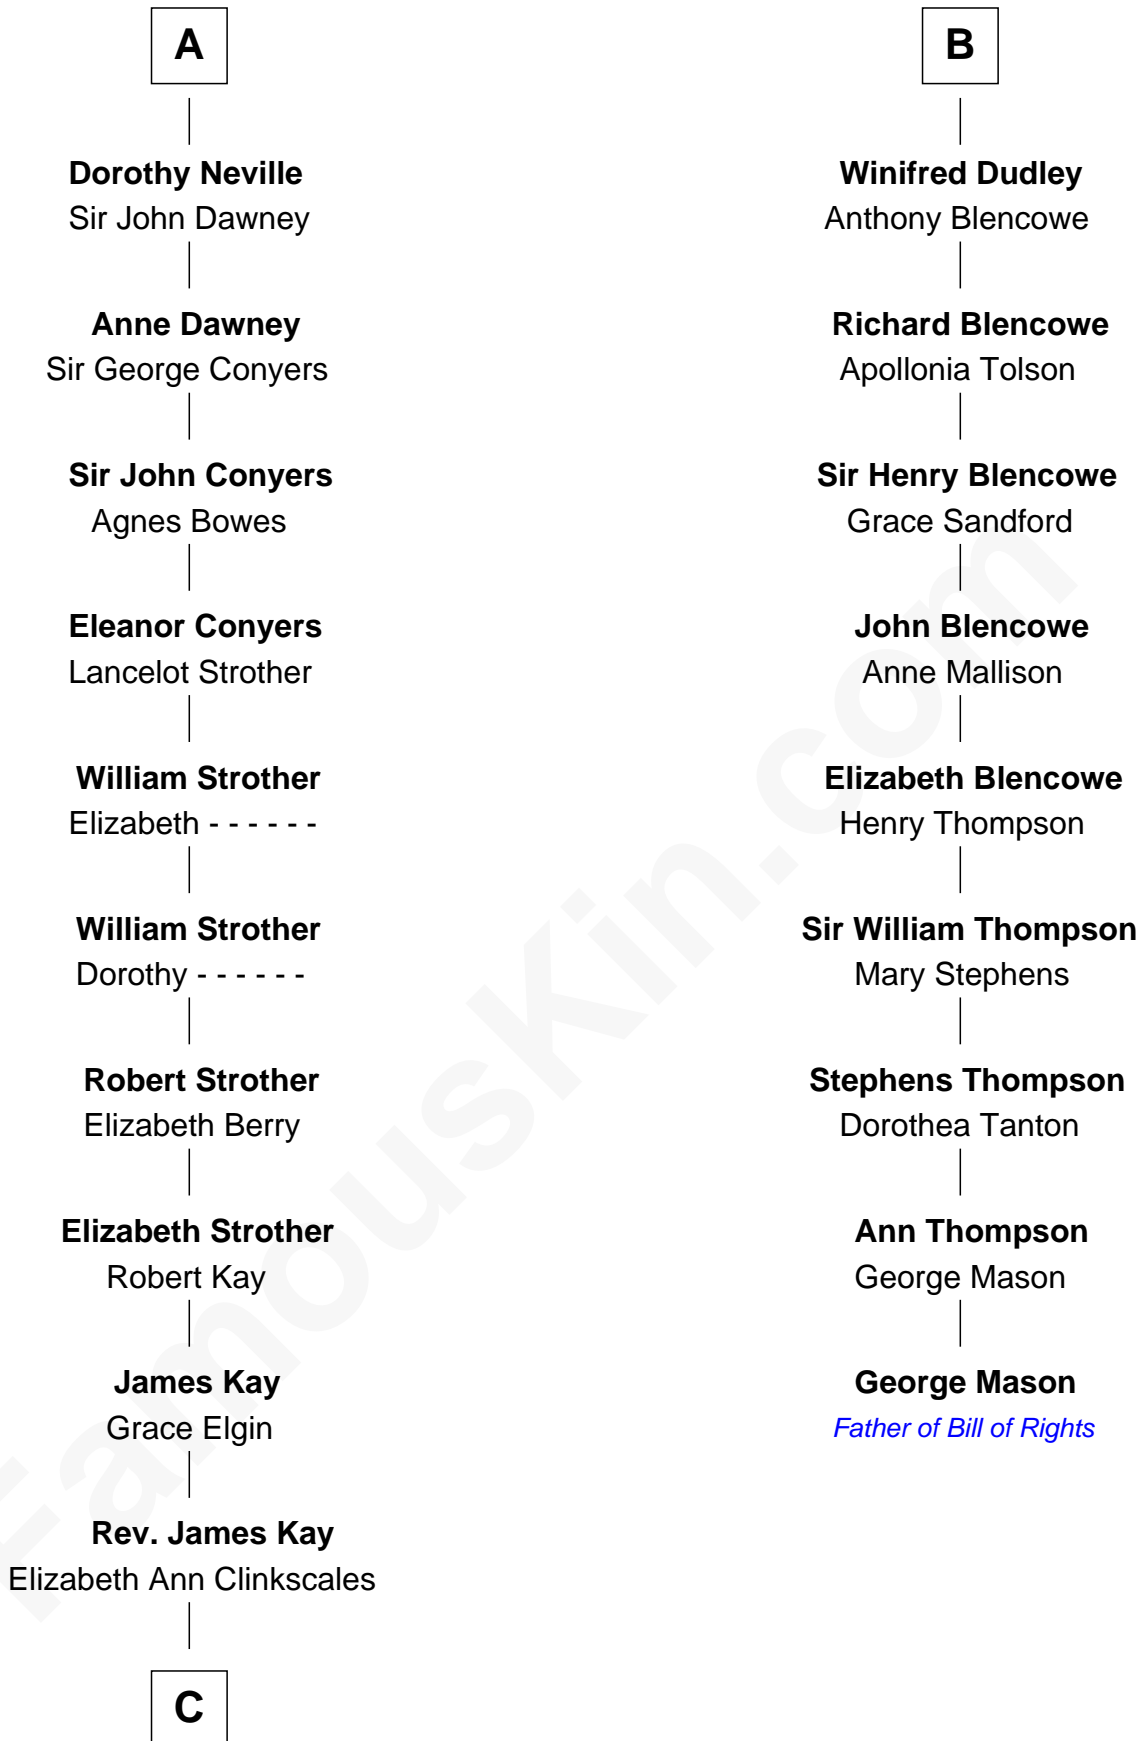 A
Dorothy Neville
Sir John Dawney
Anne Dawney
Sir George Conyers
Sir John Conyers
Agnes Bowes
Eleanor Conyers
Lancelot Strother
William Strother
Elizabeth - - - - - -
William Strother
Dorothy - - - - - -
Robert Strother
Elizabeth Berry
Elizabeth Strother
Robert Kay
James Kay
Grace Elgin
Rev. James Kay
Elizabeth Ann Clinkscales
C
B
Winifred Dudley
Anthony Blencowe
Richard Blencowe
Apollonia Tolson
Sir Henry Blencowe
Grace Sandford
John Blencowe
Anne Mallison
Elizabeth Blencowe
Henry Thompson
Sir William Thompson
Mary Stephens
Stephens Thompson
Dorothea Tanton
Ann Thompson
George Mason
George Mason
Father of Bill of Rights
FamousKin.com